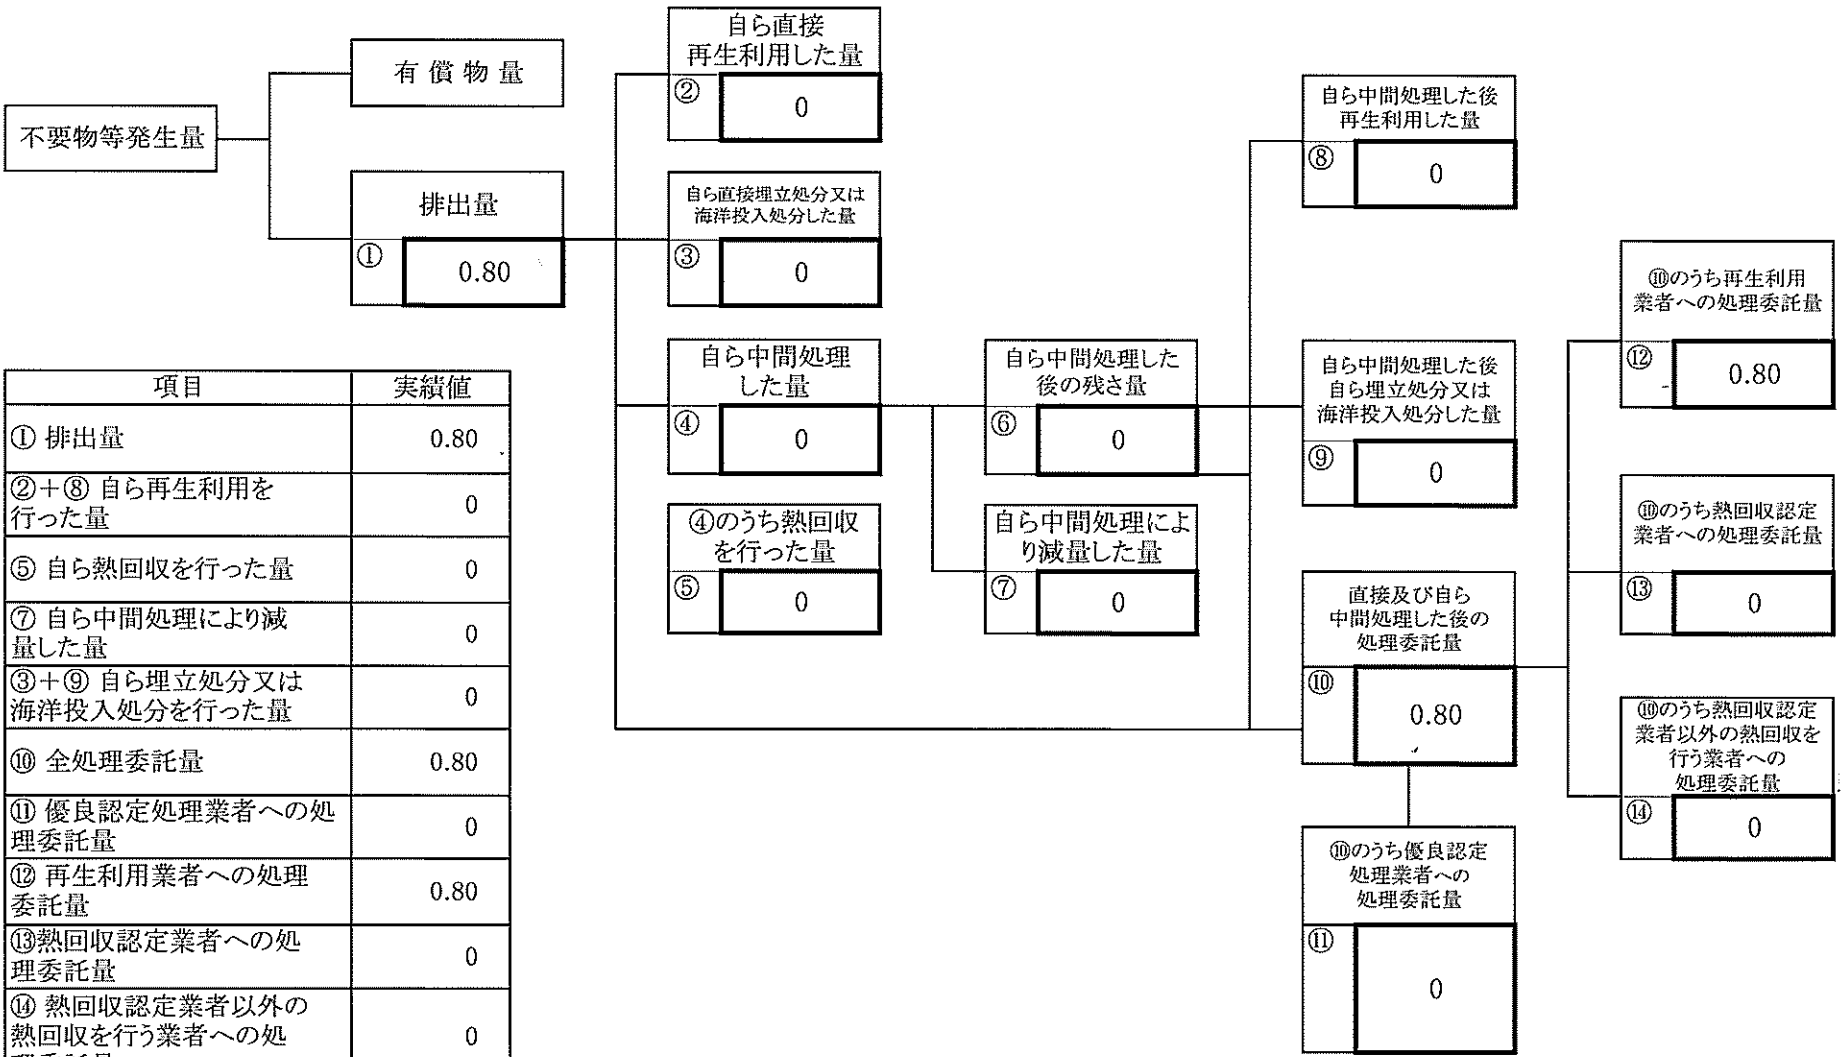 不要物等発生量
有償物量
排出量
①
0.80
自ら直接
再生利用した量
②
0
自ら直接埋立処分又は
海洋投入処分した量
③
0
自ら中間処理
した量
④
0
④のうち熱回収
を行った量
⑤
0
自ら中間処理した
後の残さ量
⑥
0
自ら中間処理によ
り減量した量
⑦
0
自ら中間処理した後
再生利用した量
⑧
0
自ら中間処理した後
自ら埋立処分又は
海洋投入処分した量
⑨
0
直接及び自ら
中間処理した後の
処理委託量
⑩
0.80
⑩のうち優良認定
処理業者への
処理委託量
⑪
0
⑩のうち再生利用
業者への処理委託量
⑫
0.80
⑩のうち熱回収認定
業者への処理委託量
⑬
0
⑩のうち熱回収認定
業者以外の熱回収を
行う業者への
処理委託量
⑭
0
項目 実績値
① 排出量 0.80
②+⑧ 自ら再生利用を
行った量 0
⑤ 自ら熱回収を行った量 0
⑦ 自ら中間処理により減
量した量 0
③+⑨ 自ら埋立処分又は
海洋投入処分を行った量 0
⑩ 全処理委託量 0.80
⑪ 優良認定処理業者への処
理委託量 0
⑫ 再生利用業者への処理
委託量 0.80
⑬熱回収認定業者への処
理委託量 0
⑭ 熱回収認定業者以外の
熱回収を行う業者への処 0